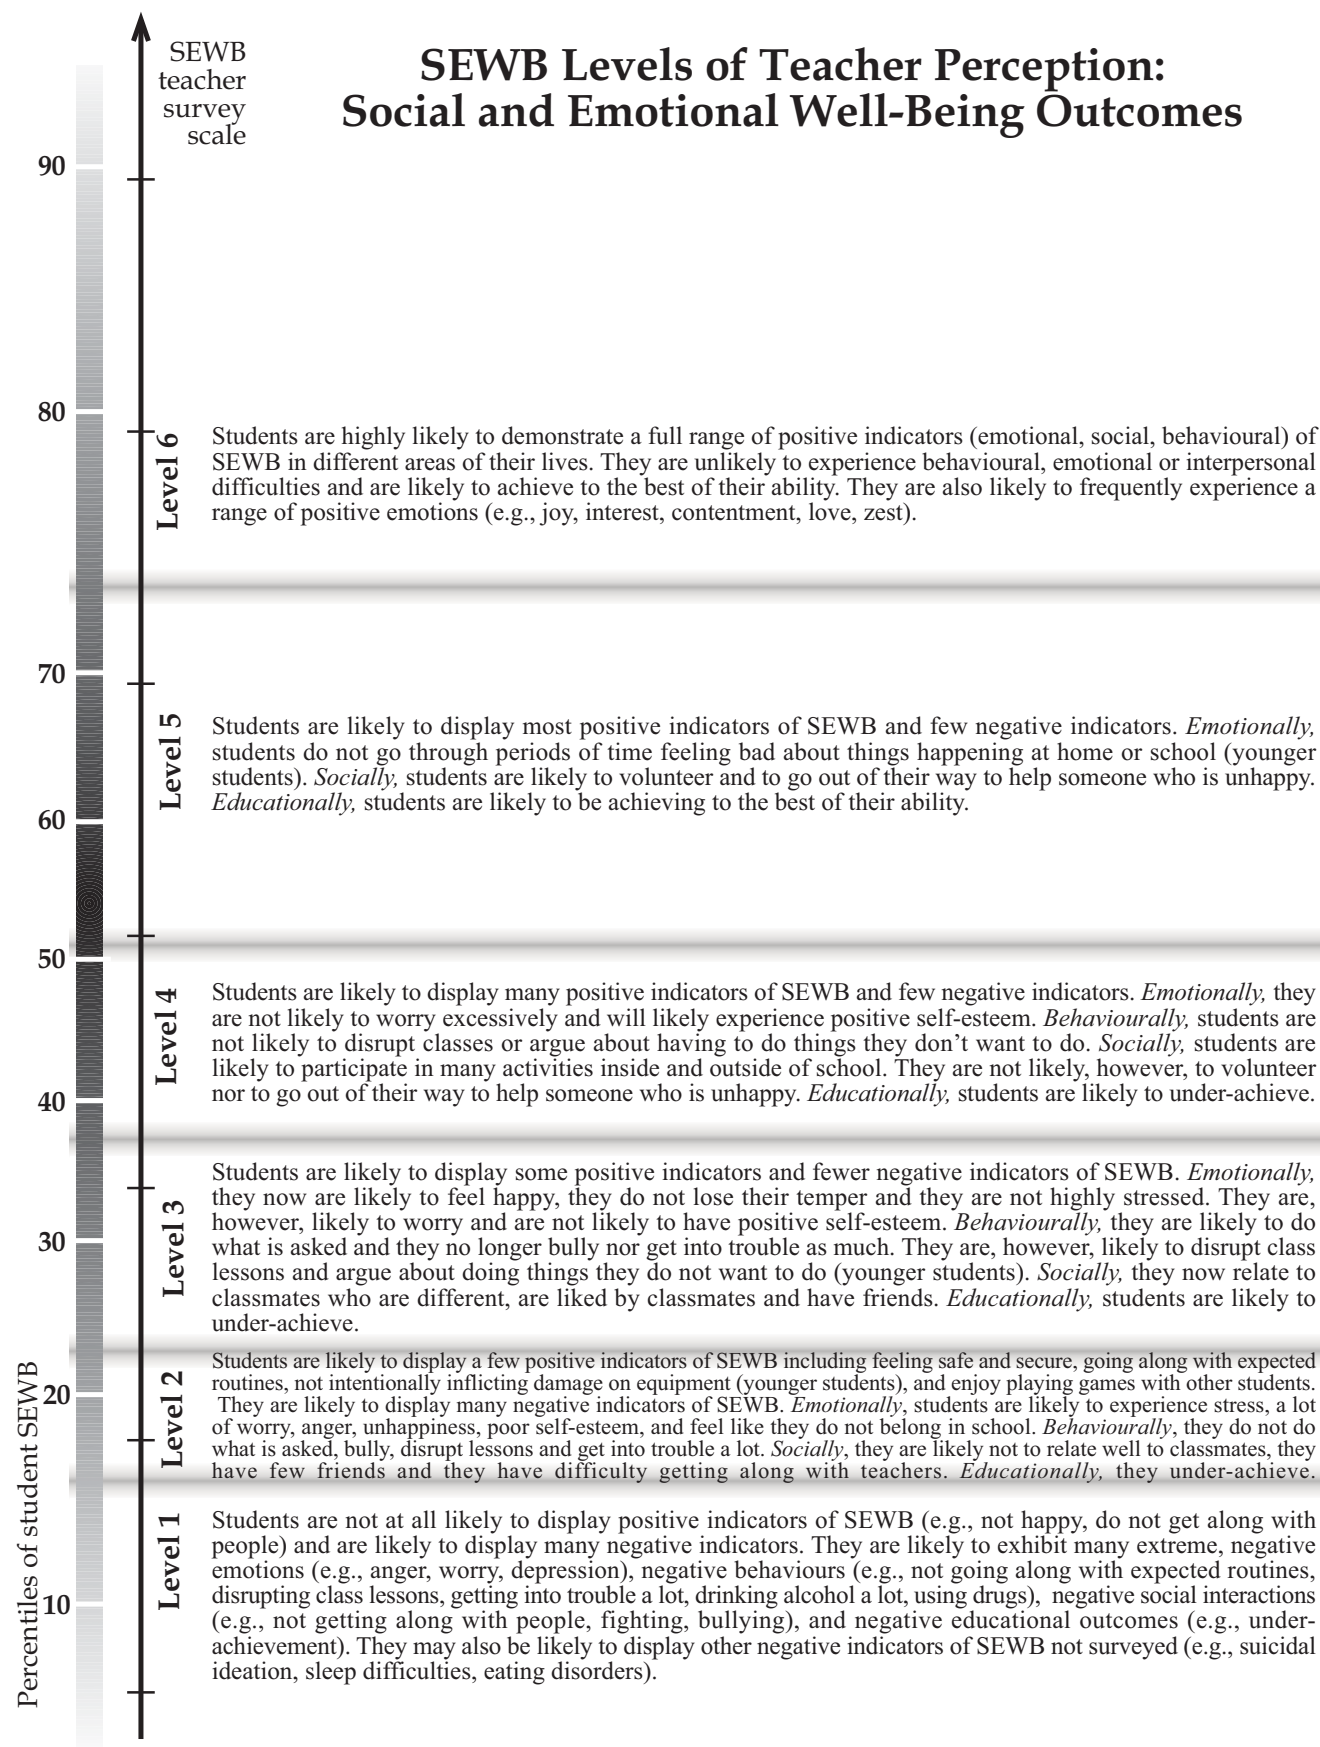 SEWB
teacher
survey
scale
SEWB Levels of Teacher Perception:
Social and Emotional Well-Being Outcomes
90
80
Level 6
Students are highly likely to demonstrate a full range of positive indicators (emotional, social, behavioural) of
SEWB in different areas of their lives. They are unlikely to experience behavioural, emotional or interpersonal
difficulties and are likely to achieve to the best of their ability. They are also likely to frequently experience a
range of positive emotions (e.g., joy, interest, contentment, love, zest).
70
Level 5
Students are likely to display most positive indicators of SEWB and few negative indicators. Emotionally,
students do not go through periods of time feeling bad about things happening at home or school (younger
students). Socially, students are likely to volunteer and to go out of their way to help someone who is unhappy.
Educationally, students are likely to be achieving to the best of their ability.
60
50
Level 4
Students are likely to display many positive indicators of SEWB and few negative indicators. Emotionally, they
are not likely to worry excessively and will likely experience positive self-esteem. Behaviourally, students are
not likely to disrupt classes or argue about having to do things they don't want to do. Socially, students are
likely to participate in many activities inside and outside of school. They are not likely, however, to volunteer
nor to go out of their way to help someone who is unhappy. Educationally, students are likely to under-achieve.
40
Level 3
Students are likely to display some positive indicators and fewer negative indicators of SEWB. Emotionally,
they now are likely to feel happy, they do not lose their temper and they are not highly stressed. They are,
however, likely to worry and are not likely to have positive self-esteem. Behaviourally, they are likely to do
what is asked and they no longer bully nor get into trouble as much. They are, however, likely to disrupt class
lessons and argue about doing things they do not want to do (younger students). Socially, they now relate to
classmates who are different, are liked by classmates and have friends. Educationally, students are likely to
under-achieve.
30
Level 2
Students are likely to display a few positive indicators of SEWB including feeling safe and secure, going along with expected
routines, not intentionally inflicting damage on equipment (younger students), and enjoy playing games with other students.
They are likely to display many negative indicators of SEWB. Emotionally, students are likely to experience stress, a lot
of worry, anger, unhappiness, poor self-esteem, and feel like they do not belong in school. Behaviourally, they do not do
what is asked, bully, disrupt lessons and get into trouble a lot. Socially, they are likely not to relate well to classmates, they
have few friends and they have difficulty getting along with teachers. Educationally, they under-achieve.
20
Level 1
Students are not at all likely to display positive indicators of SEWB (e.g., not happy, do not get along with
people) and are likely to display many negative indicators. They are likely to exhibit many extreme, negative
emotions (e.g., anger, worry, depression), negative behaviours (e.g., not going along with expected routines,
disrupting class lessons, getting into trouble a lot, drinking alcohol a lot, using drugs), negative social interactions
(e.g., not getting along with people, fighting, bullying), and negative educational outcomes (e.g., under-
achievement). They may also be likely to display other negative indicators of SEWB not surveyed (e.g., suicidal
ideation, sleep difficulties, eating disorders).
10
Percentiles of student SEWB